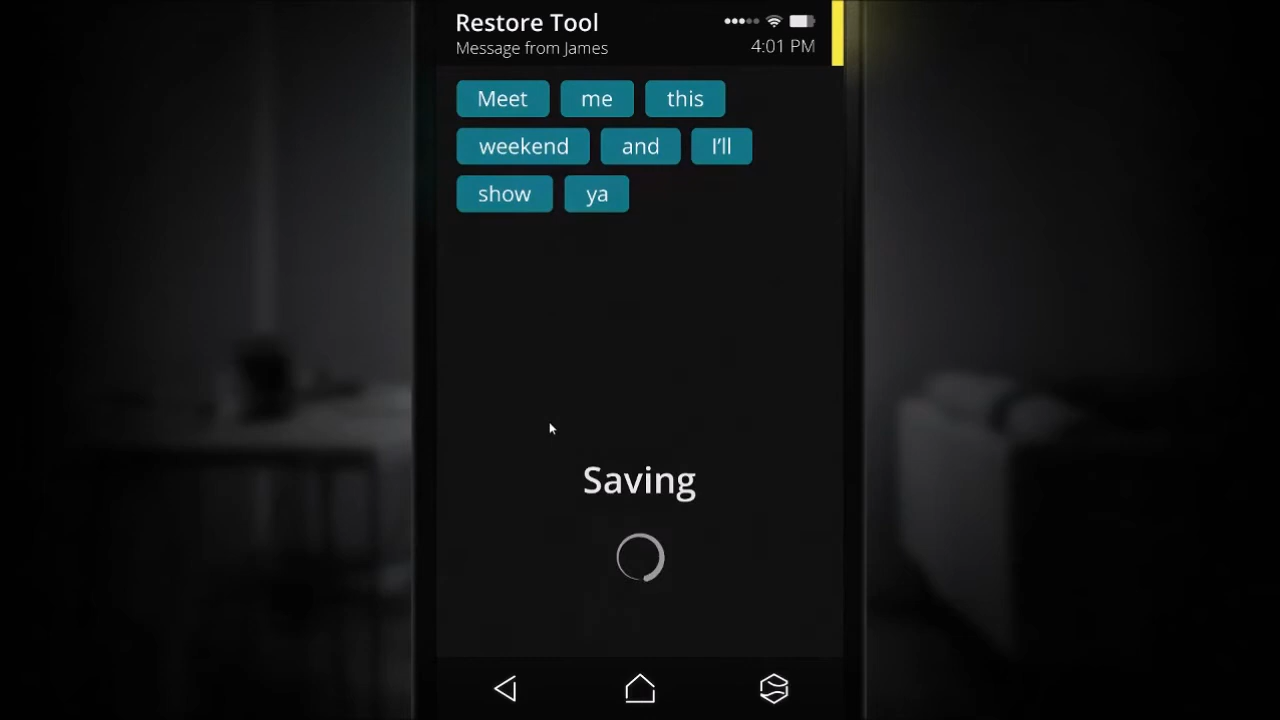 Restore Tool
Message from James
4:01 PM
Meet me this
weekend and I’ll
show ya
Saving